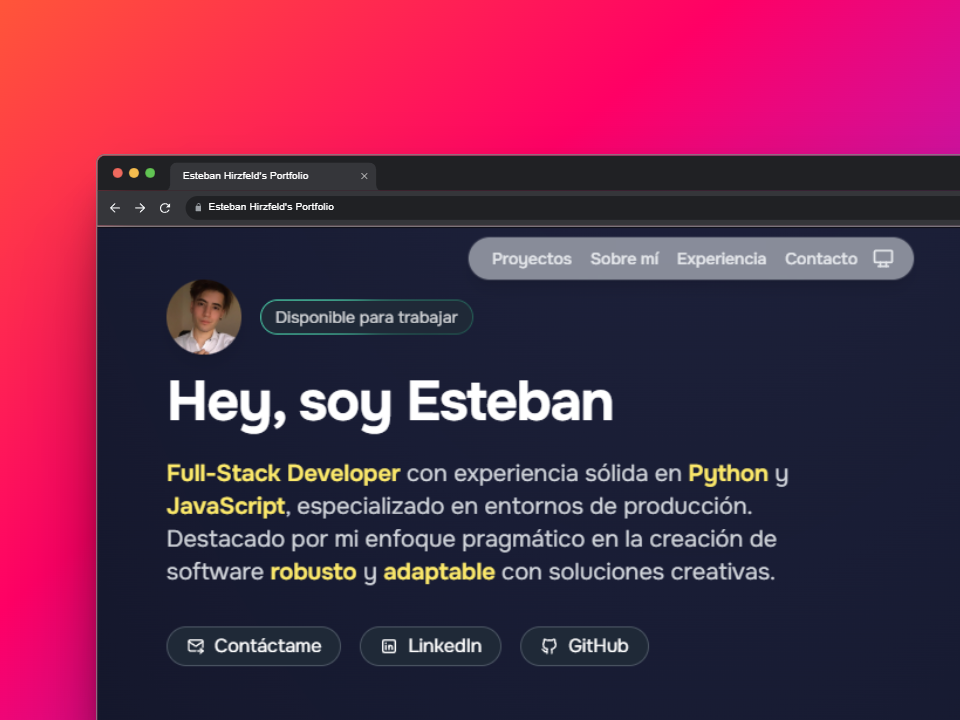 Esteban Hirzfeld's Portfolio
Esteban Hirzfeld's Portfolio
Proyectos Sobre mí Experiencia Contacto
Disponible para trabajar
Hey, soy Esteban
Full-Stack Developer con experiencia sólida en Python y
JavaScript, especializado en entornos de producción.
Destacado por mi enfoque pragmático en la creación de
software robusto y adaptable con soluciones creativas.
Contáctame LinkedIn GitHub